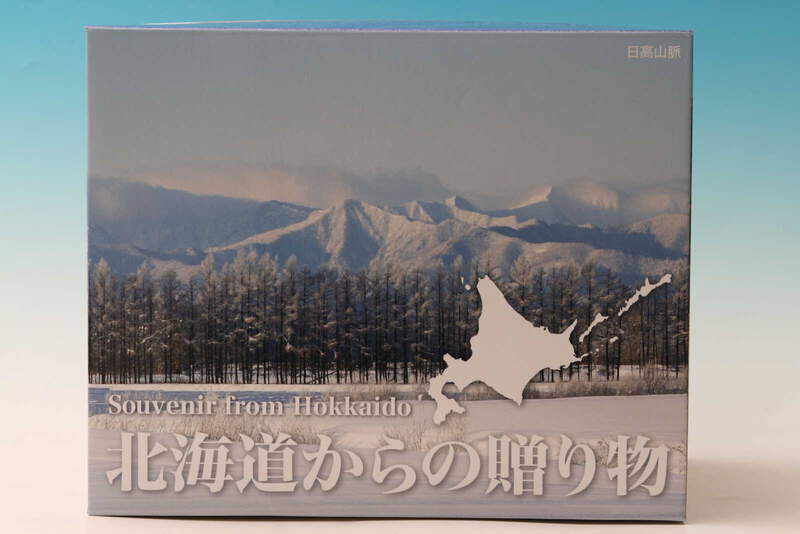 日高山脈
Souvenir from Hokkaido
北海道からの贈り物